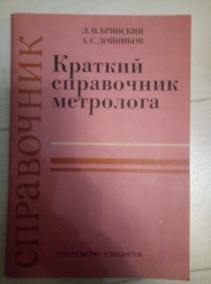 СПРАВОЧНИК
Л.Н.БРЯНСКИЙ
А.С.ДОЙНИКОВ
Краткий
справочник
метролога
ИЗДАТЕЛЬСТВО СТАНДАРТОВ